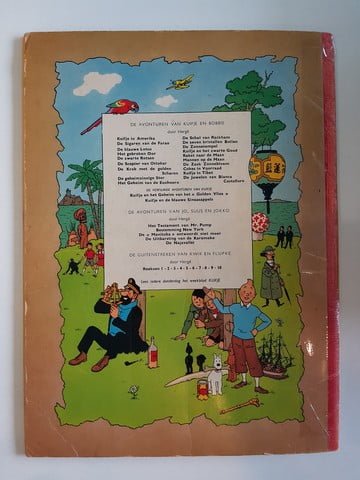 DE AVONTUREN VAN KUIFJE EN BOBBIE
door Hergé
Kuifje in Amerika
De Sigaren van de Farao
De blauwe Lotus
Het gebroken Oor
De zwarte Rotsen
De Scepter van Ottokar
De Krab met de gulden Scharen
De geheimzinnige Ster
Het Geheim van de Eenhoorn
De Schat van Rackham
De zeven kristallen Bollen
De Zonnetempel
Kuifje en het zwarte Goud
Raket naar de Maan
Mannen op de Maan
De Zaak Zonnebloem
Cokes in Voorraad
Kuifje in Tibet
De Juwelen van Bianca Castafiore
DE VERFILMDE AVONTUREN VAN KUIFJE
Kuifje en het Geheim van het « Gulden Vlies »
Kuifje en de blauwe Sinaasappels
DE AVONTUREN VAN JO, SUUS EN JOKKO
door Hergé
Het Testament van Mr. Pump
Bestemming New York
De « Manitoba » antwoordt niet meer
De Uitbarsting van de Karamako
De Najavallei
DE GUITENSTREKEN VAN KWIK EN FLUPKE
door Hergé
Reeksen 1 - 2 - 3 - 4 - 5 - 6 - 7 - 8 - 9 - 10
Lees iedere donderdag het weekblad KUIFJE